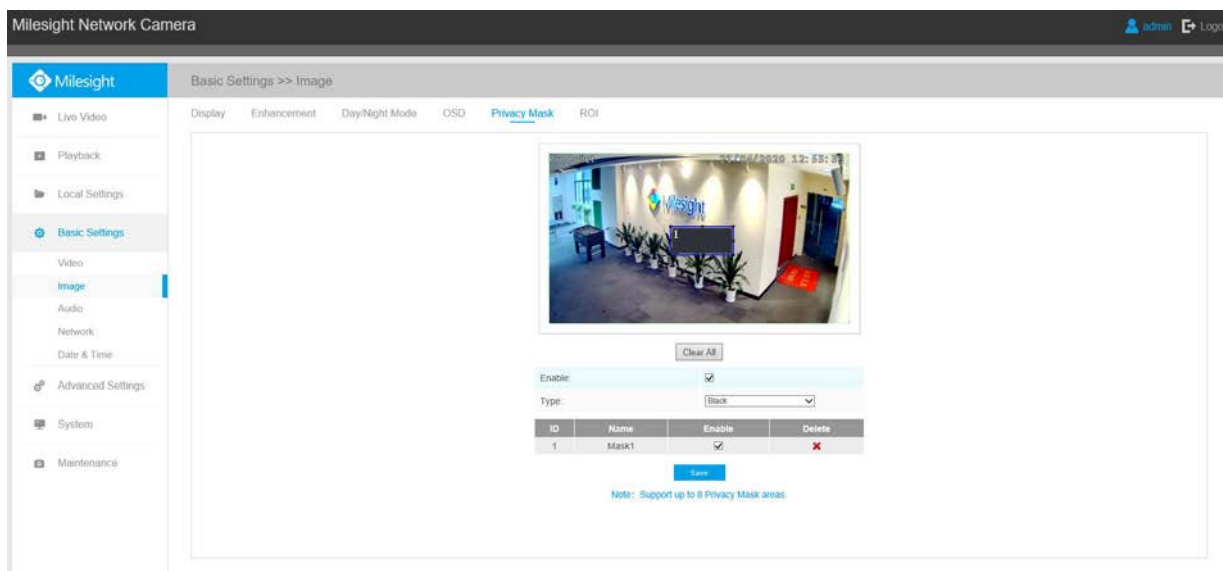 Milesight Network Camera
admin
Milesight
Basic Settings >> Image
Live Video
Playback
Local Settings
Basic Settings
Video
Image
Audio
Network
Date & Time
Advanced Settings
System
Maintenance
Display Enhancement Day/Night Mode OSD Privacy Mask ROI
12:55:
Milesight
1
Clear All
Enable:
Type: Black
ID Name Enable Delete
1 Mask1
Save
Note: Support up to 8 Privacy Mask areas.